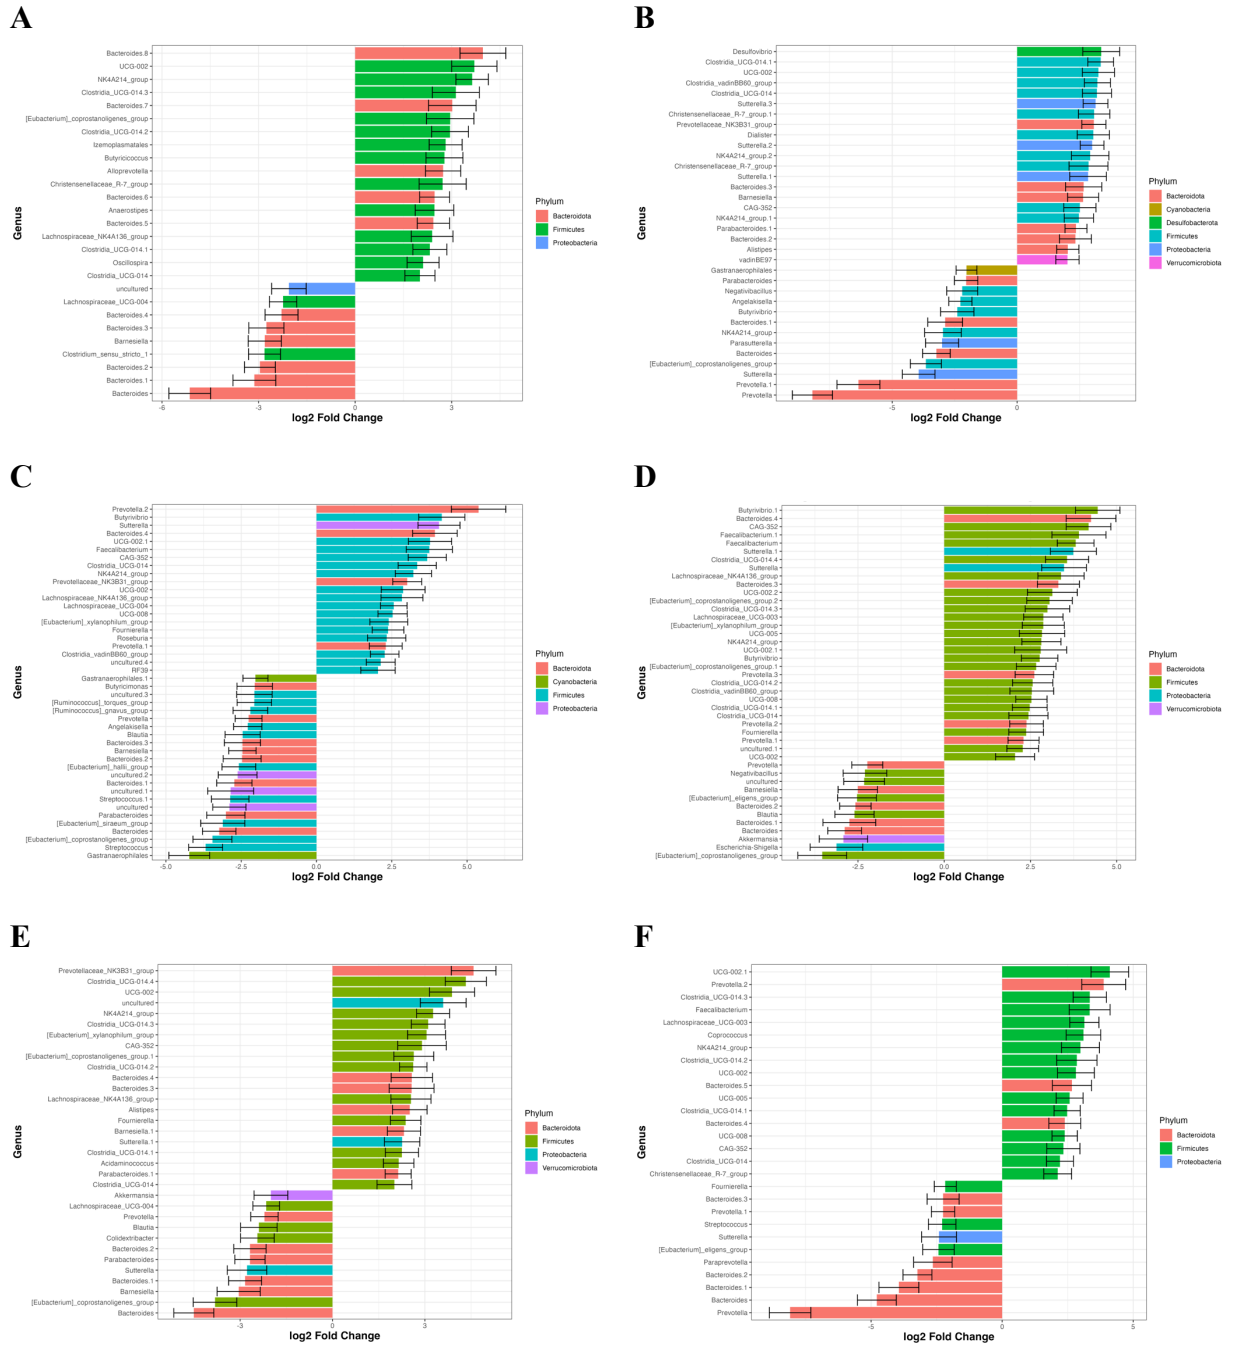 A
Bacteroides.8
UCG-002
NK4A214_group
Clostridia_UCG-014.3
Bacteroides.7
[Eubacterium]_coprostanoligenes_group
Clostridia_UCG-014.2
Izemoplasmatales
Butyricicoccus
Alloprevotella
Christensenellaceae_R-7_group
Bacteroides.6
Anaerostipes
Bacteroides.5
Lachnospiraceae_NK4A136_group
Clostridia_UCG-014.1
Oscillospira
Clostridia_UCG-014
uncultured
Lachnospiraceae_UCG-004
Bacteroides.4
Bacteroides.3
Barnesiella
Clostridium_sensu_stricto_1
Bacteroides.2
Bacteroides.1
Bacteroides
Genus
-6 -3 0 3
log2 Fold Change
Phylum
Bacteroidota
Firmicutes
Proteobacteria
B
Desulfovibrio
Clostridia_UCG-014.1
UCG-002
Clostridia_vadinBB60_group
Clostridia_UCG-014
Sutterella.3
Christensenellaceae_R-7_group.1
Prevotellaceae_NK3B31_group
Dialister
Sutterella.2
NK4A214_group.2
Christensenellaceae_R-7_group
Sutterella.1
Bacteroides.3
Barnesiella
CAG-352
NK4A214_group.1
Parabacteroides.1
Bacteroides.2
Alistipes
vadinBE97
Gastranaerophilales
Parabacteroides
Negativibacillus
Angelakisella
Butyrivibrio
Bacteroides.1
NK4A214_group
Parasutterella
Bacteroides
[Eubacterium]_coprostanoligenes_group
Sutterella
Prevotella.1
Prevotella
Genus
-5 0
log2 Fold Change
Phylum
Bacteroidota
Cyanobacteria
Desulfobacterota
Firmicutes
Proteobacteria
Verrucomicrobiota
C
Prevotella.2
Butyrivibrio
Sutterella
Bacteroides.4
UCG-002.1
Faecalibacterium
CAG-352
Clostridia_UCG-014
NK4A214_group
Prevotellaceae_NK3B31_group
UCG-002
Lachnospiraceae_NK4A136_group
Lachnospiraceae_UCG-004
UCG-008
[Eubacterium]_xylanophilum_group
Fournierella
Roseburia
Prevotella.1
Clostridia_vadinBB60_group
uncultured.4
RF39
Gastranaerophilales.1
Butyricimonas
uncultured.3
[Ruminococcus]_torques_group
[Ruminococcus]_gnavus_group
Prevotella
Angelakisella
Blautia
Bacteroides.3
Barnesiella
Bacteroides.2
[Eubacterium]_hallii_group
uncultured.2
Bacteroides.1
uncultured.1
Streptococcus.1
uncultured
Parabacteroides
[Eubacterium]_siraeum_group
Bacteroides
[Eubacterium]_coprostanoligenes_group
Streptococcus
Gastranaerophilales
Genus
-5.0 -2.5 0.0 2.5 5.0
log2 Fold Change
Phylum
Bacteroidota
Cyanobacteria
Firmicutes
Proteobacteria
D
Butyrivibrio.1
Bacteroides.4
CAG-352
Faecalibacterium.1
Faecalibacterium
Sutterella.1
Clostridia_UCG-014.4
Sutterella
Lachnospiraceae_NK4A136_group
Bacteroides.3
UCG-002.2
[Eubacterium]_coprostanoligenes_group.2
Clostridia_UCG-014.3
Lachnospiraceae_UCG-003
[Eubacterium]_xylanophilum_group
UCG-005
NK4A214_group
UCG-002.1
Butyrivibrio
[Eubacterium]_coprostanoligenes_group.1
Prevotella.3
Clostridia_UCG-014.2
Clostridia_vadinBB60_group
UCG-008
Clostridia_UCG-014.1
Clostridia_UCG-014
Prevotella.2
Fournierella
Prevotella.1
uncultured.1
UCG-002
Prevotella
Negativibacillus
uncultured
Barnesiella
[Eubacterium]_eligens_group
Bacteroides.2
Blautia
Bacteroides.1
Bacteroides
Akkermansia
Escherichia-Shigella
[Eubacterium]_coprostanoligenes_group
Genus
-2.5 0.0 2.5 5.0
log2 Fold Change
Phylum
Bacteroidota
Firmicutes
Proteobacteria
Verrucomicrobiota
E
Prevotellaceae_NK3B31_group
Clostridia_UCG-014.4
UCG-002
uncultured
NK4A214_group
Clostridia_UCG-014.3
[Eubacterium]_xylanophilum_group
CAG-352
[Eubacterium]_coprostanoligenes_group.1
Clostridia_UCG-014.2
Bacteroides.4
Bacteroides.3
Lachnospiraceae_NK4A136_group
Alistipes
Fournierella
Barnesiella.1
Sutterella.1
Clostridia_UCG-014.1
Acidaminococcus
Parabacteroides.1
Clostridia_UCG-014
Akkermansia
Lachnospiraceae_UCG-004
Prevotella
Blautia
Colidextribacter
Bacteroides.2
Parabacteroides
Sutterella
Bacteroides.1
Barnesiella
[Eubacterium]_coprostanoligenes_group
Bacteroides
Genus
-3 0 3
log2 Fold Change
Phylum
Bacteroidota
Firmicutes
Proteobacteria
Verrucomicrobiota
F
UCG-002.1
Prevotella.2
Clostridia_UCG-014.3
Faecalibacterium
Lachnospiraceae_UCG-003
Coprococcus
NK4A214_group
Clostridia_UCG-014.2
UCG-002
Bacteroides.5
UCG-005
Clostridia_UCG-014.1
Bacteroides.4
UCG-008
CAG-352
Clostridia_UCG-014
Christensenellaceae_R-7_group
Fournierella
Bacteroides.3
Prevotella.1
Streptococcus
Sutterella
[Eubacterium]_eligens_group
Paraprevotella
Bacteroides.2
Bacteroides.1
Bacteroides
Prevotella
Genus
-5 0 5
log2 Fold Change
Phylum
Bacteroidota
Firmicutes
Proteobacteria